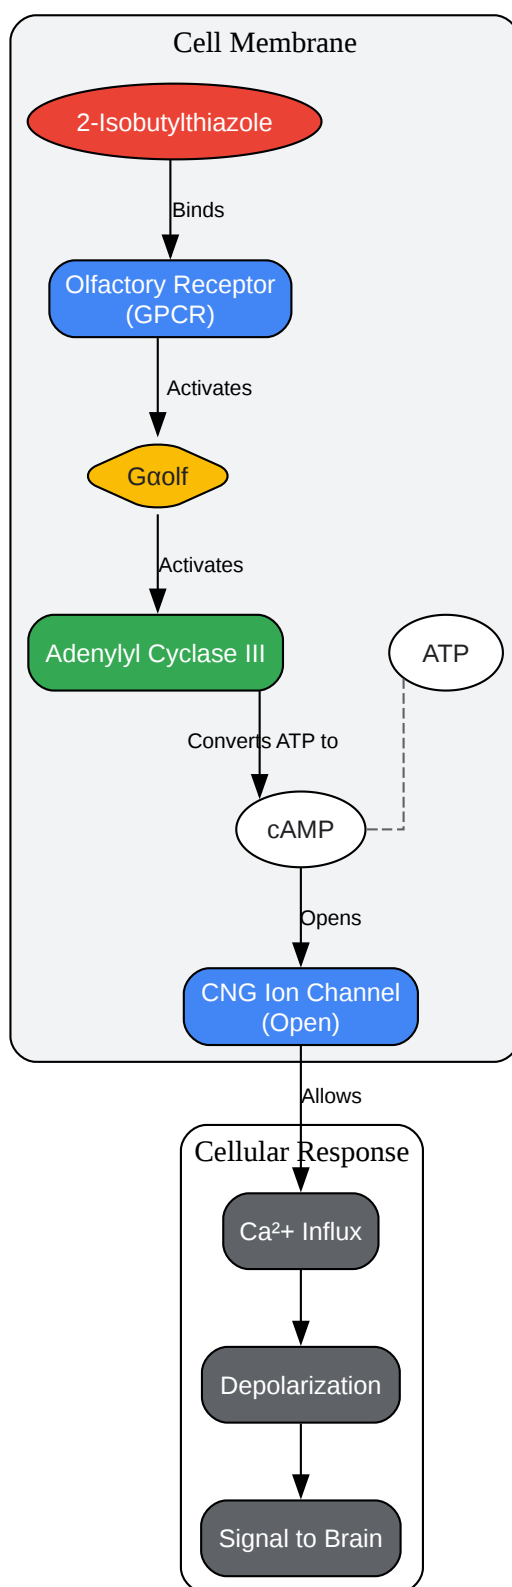 Cell Membrane
2-Isobutylthiazole
Binds
Olfactory Receptor
(GPCR)
Activates
Gαolf
Activates
Adenylyl Cyclase III
ATP
Converts ATP to
cAMP
Opens
CNG Ion Channel
(Open)
Allows
Cellular Response
Ca²+ Influx
Depolarization
Signal to Brain